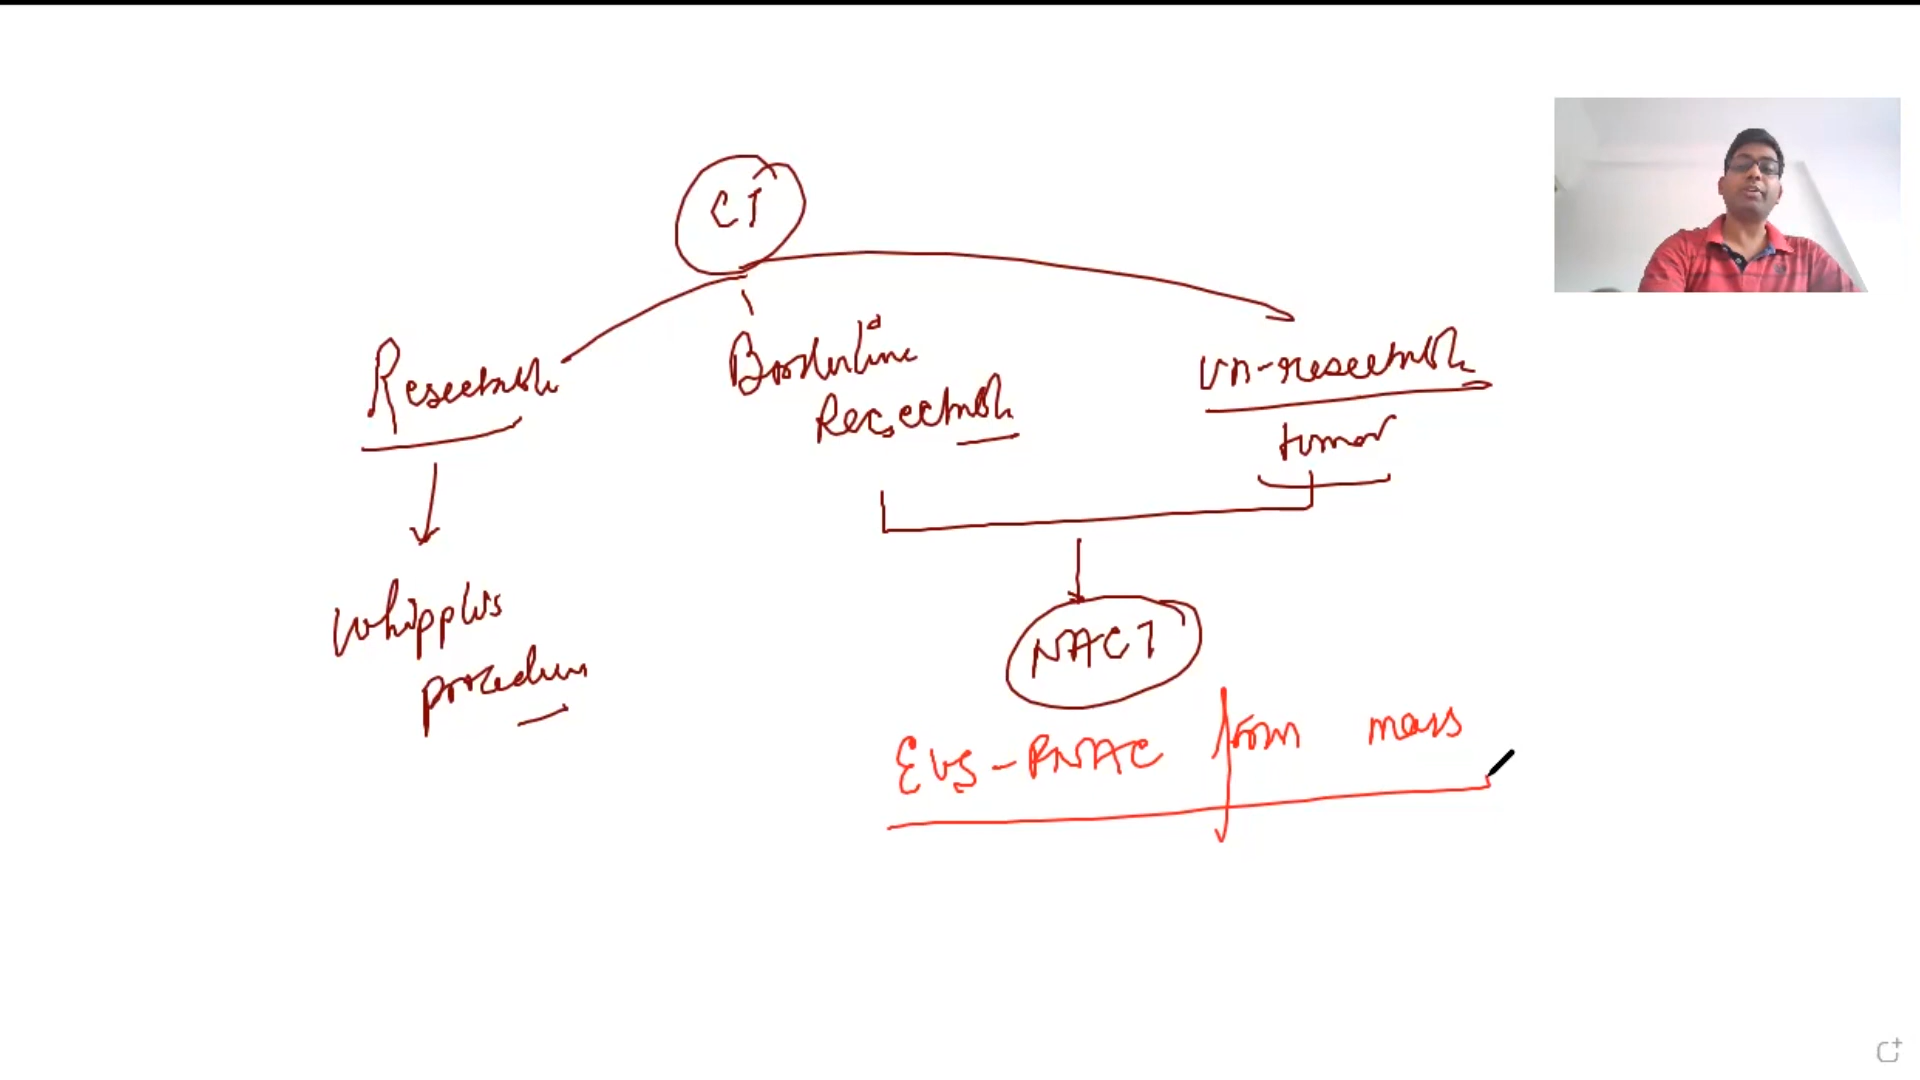 CT
Resectable
Borderline
Resectable
Un-resectable
tumor
Whipple's
procedure
NACT
EUS-FNAC from mass